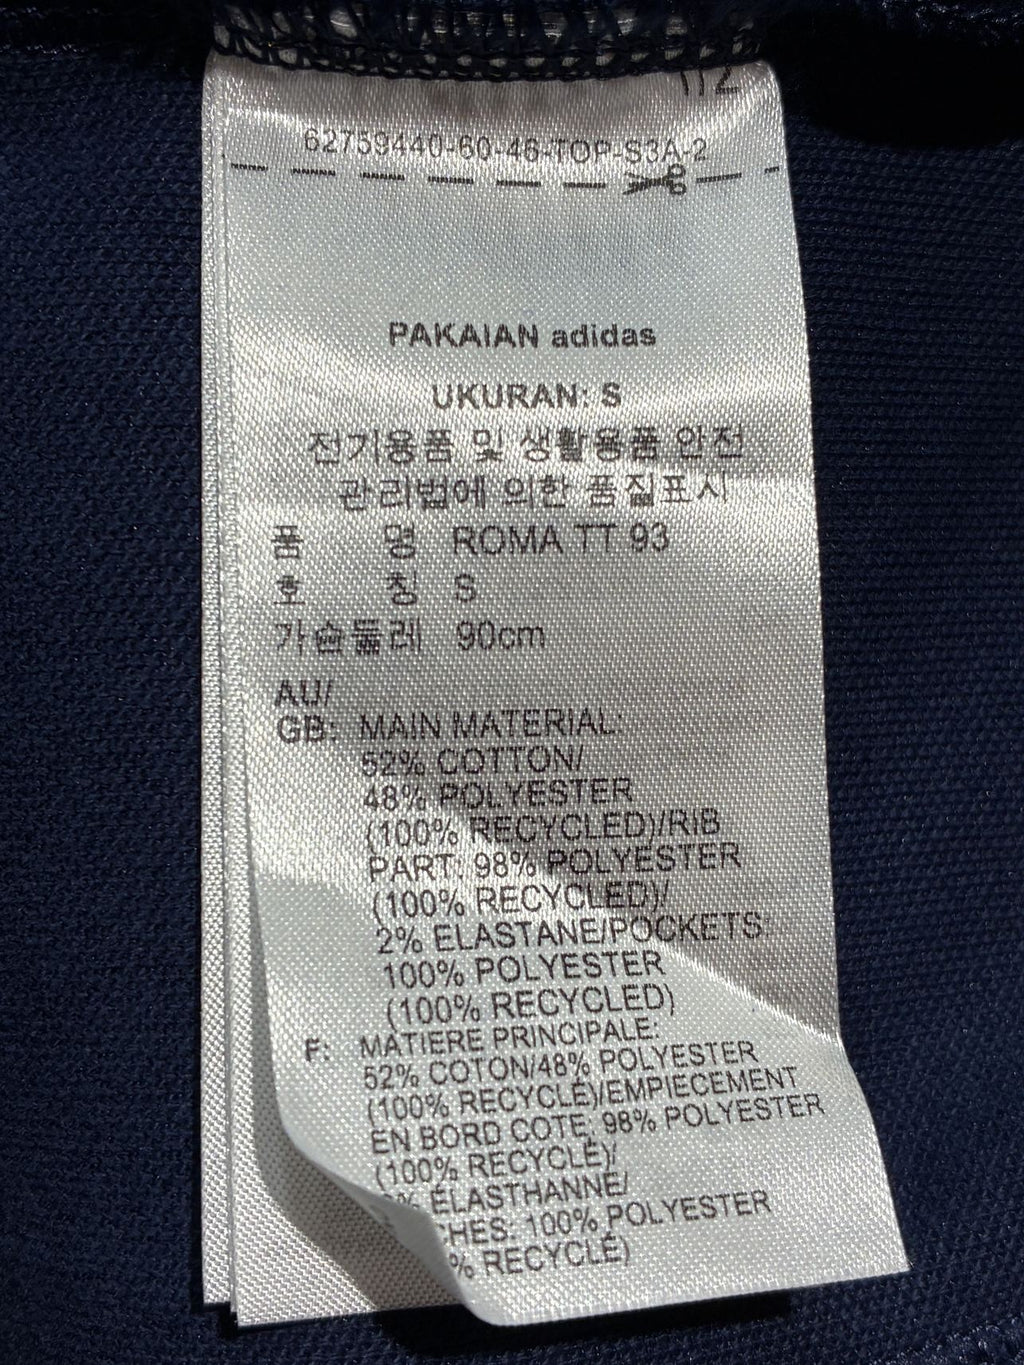 62759440-60-46-TOP-S3A-2
PAKAIAN adidas
UKURAN: S
전기용품 및 생활용품 안전
관리법에 의한 품질표시
품 명 ROMA TT 93
호 칭 S
가슴둘레 90cm
AU/
GB: MAIN MATERIAL:
52% COTTON/
48% POLYESTER
(100% RECYCLED)/RIB
PART: 98% POLYESTER
(100% RECYCLED)/
2% ELASTANE/POCKETS:
100% POLYESTER
(100% RECYCLED)
F: MATIERE PRINCIPALE:
52% COTON/48% POLYESTER
(100% RECYCLÉ)/EMPIECEMENT
EN BORD COTE: 98% POLYESTER
(100% RECYCLÉ)/
% ÉLASTHANNE/
CHES: 100% POLYESTER
% RECYCLÉ)